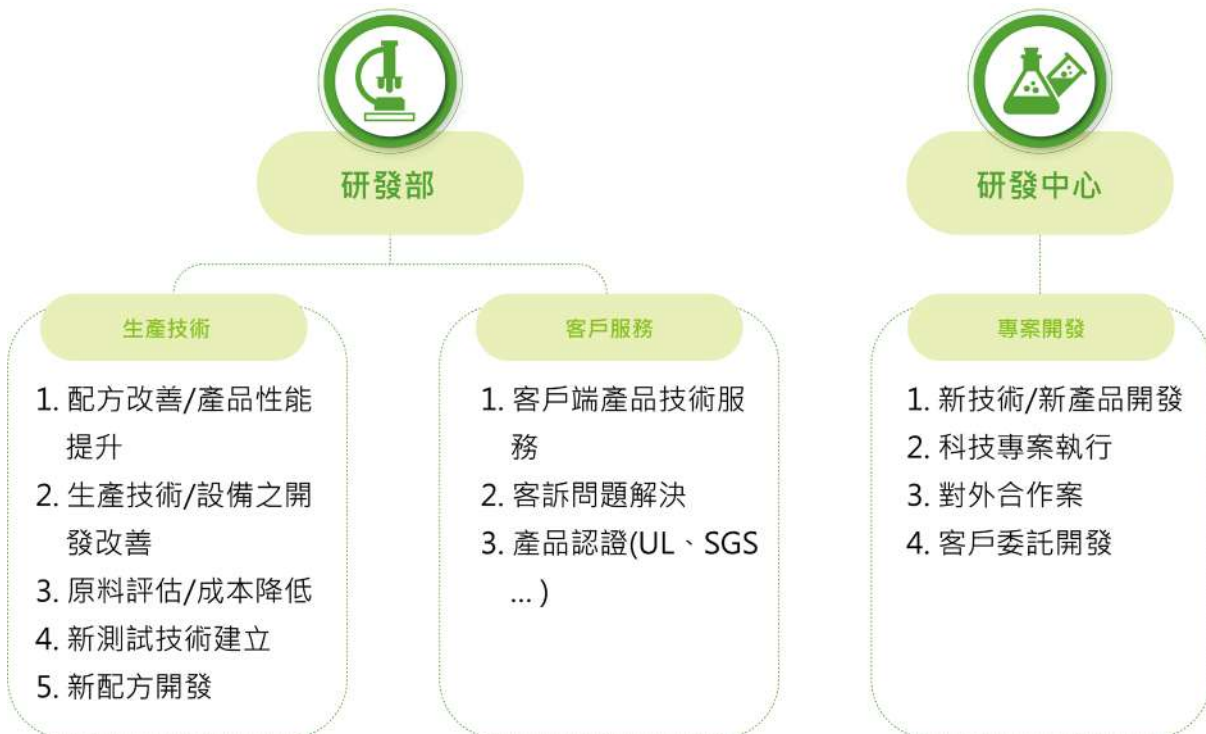 研發部
生產技術
1. 配方改善/產品性能
提升
2. 生產技術/設備之開
發改善
3. 原料評估/成本降低
4. 新測試技術建立
5. 新配方開發
客戶服務
1. 客戶端產品技術服
務
2. 客訴問題解決
3. 產品認證(UL、SGS
... )
研發中心
專案開發
1. 新技術/新產品開發
2. 科技專案執行
3. 對外合作案
4. 客戶委託開發